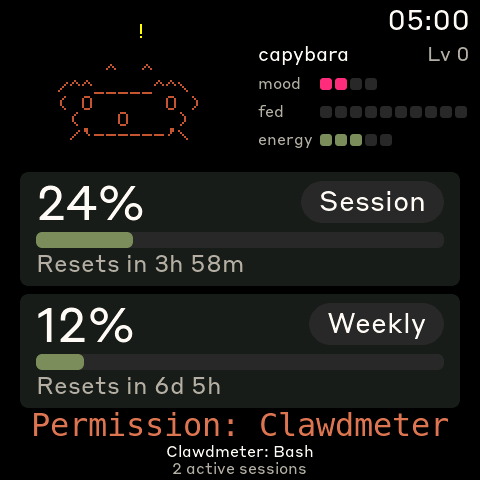 05:00
!
capybara Lv 0
mood
fed
energy
24% Session
Resets in 3h 58m
12% Weekly
Resets in 6d 5h
Permission: Clawdmeter
Clawdmeter: Bash
2 active sessions